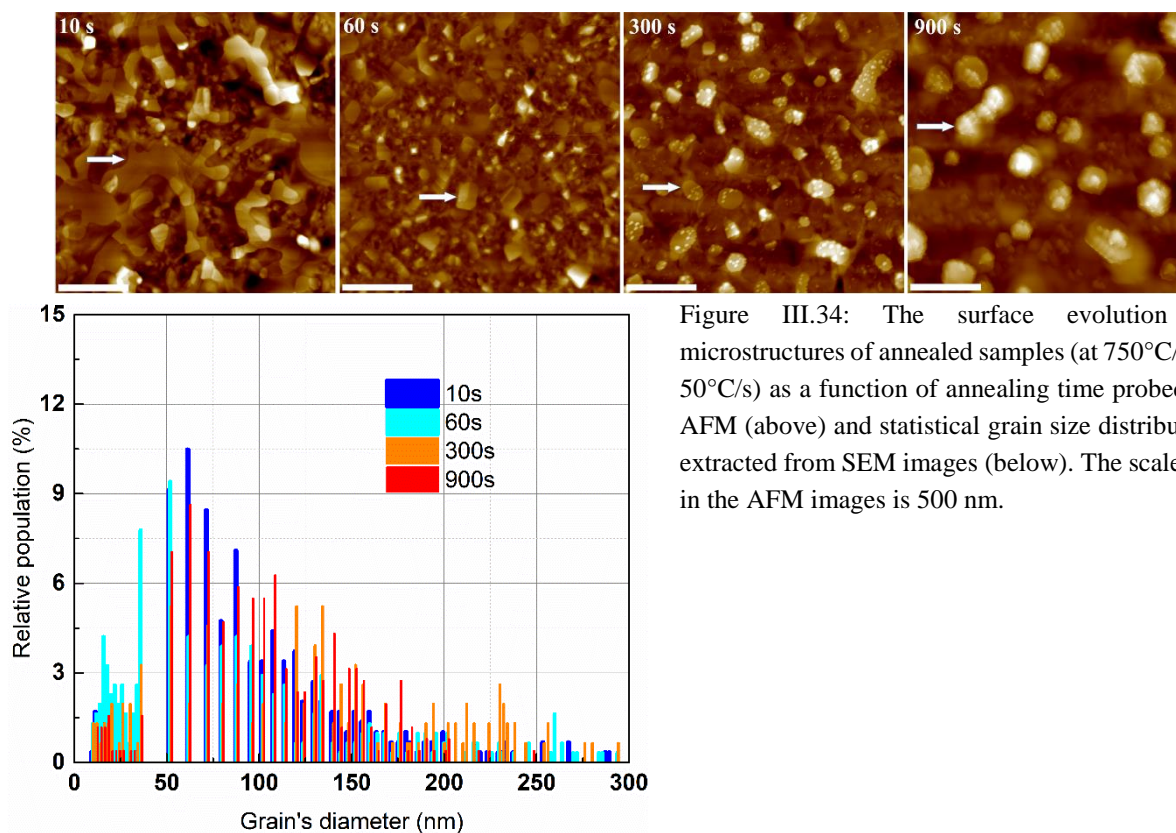 10 s
60 s
300 s
900 s
Figure III.34: The surface evolution
microstructures of annealed samples (at 750°C/
50°C/s) as a function of annealing time probe
AFM (above) and statistical grain size distribu
extracted from SEM images (below). The scale
in the AFM images is 500 nm.
15
12
9
6
3
0
Relative population (%)
10s
60s
300s
900s
0 50 100 150 200 250 300
Grain's diameter (nm)